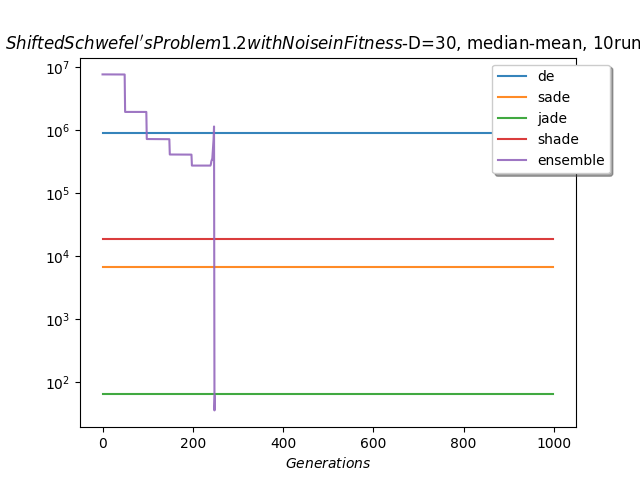 ShiftedSchwefel'sProblem1.2withNoiseinFitness-D=30, median-mean, 10run
10^7
10^6
10^5
10^4
10^3
10^2
de
sade
jade
shade
ensemble
0 200 400 600 800 1000
Generations